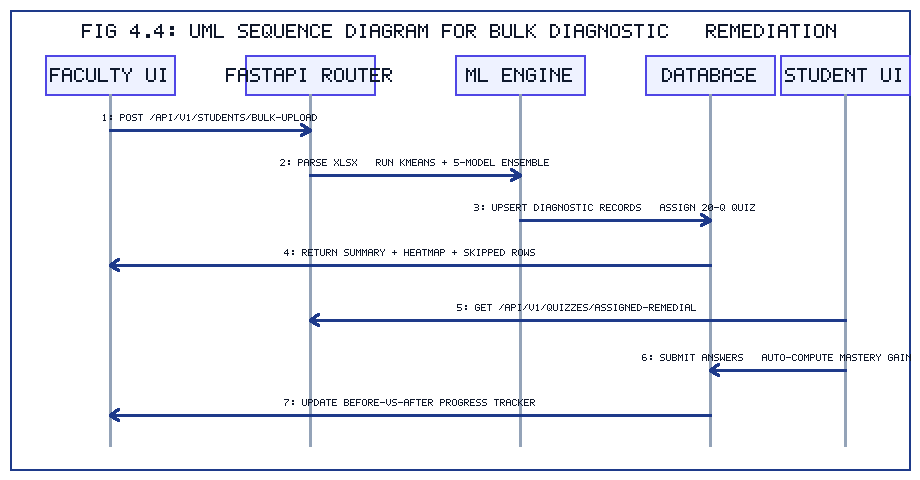 FIG 4.4: UML SEQUENCE DIAGRAM FOR BULK DIAGNOSTIC   REMEDIATION
FACULTY UI
FASTAPI ROUTER
ML ENGINE
DATABASE
STUDENT UI
1: POST /API/V1/STUDENTS/BULK-UPLOAD
2: PARSE XLSX   RUN KMEANS + 5-MODEL ENSEMBLE
3: UPSERT DIAGNOSTIC RECORDS   ASSIGN 20-Q QUIZ
4: RETURN SUMMARY + HEATMAP + SKIPPED ROWS
5: GET /API/V1/QUIZZES/ASSIGNED-REMEDIAL
6: SUBMIT ANSWERS   AUTO-COMPUTE MASTERY GAIN
7: UPDATE BEFORE-VS-AFTER PROGRESS TRACKER